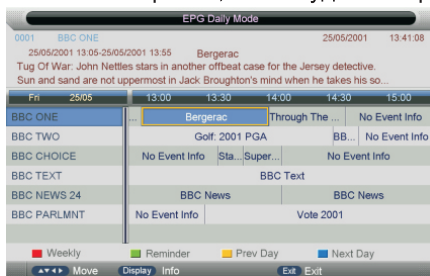 EPG Daily Mode
0001 BBC ONE 25/05/2001 13:41:08
25/05/2001 13:05-25/05/2001 13:55 Bergerac
Tug Of War: John Nettles stars in another offbeat case for the Jersey detective.
Sun and sand are not uppermost in Jack Broughton's mind when he takes his so...
Fri 25/05 13:00 13:30 14:00 14:30 15:00
BBC ONE ... Bergerac Through The ... No Event Info
BBC TWO Golf: 2001 PGA BB... No Event Info
BBC CHOICE No Event Info Sta... Super... No Event Info
BBC TEXT BBC Text
BBC NEWS 24 BBC News BBC News
BBC PARLMNT No Event Info Vote 2001
Weekly Reminder Prev Day Next Day
Move Display Info Exit Exit